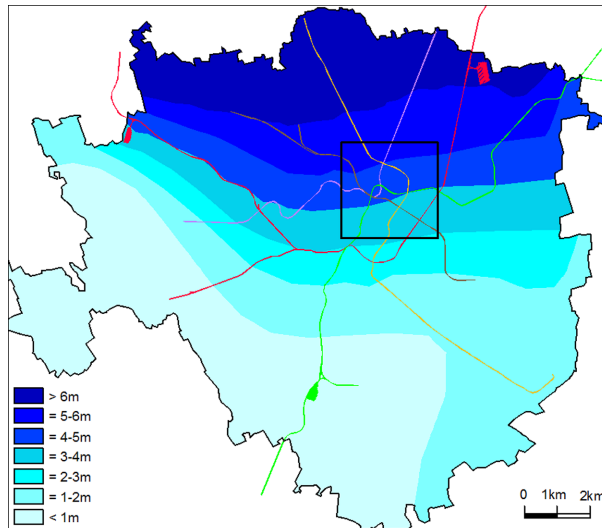 > 6m
= 5-6m
= 4-5m
= 3-4m
= 2-3m
= 1-2m
< 1m
0 1km 2km